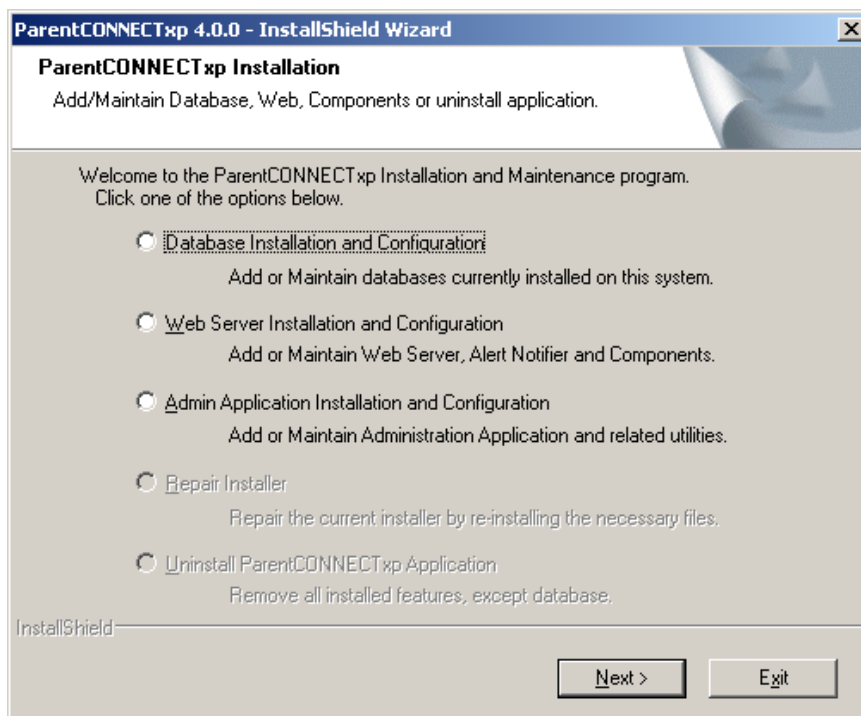 ParentCONNECTxp 4.0.0 - InstallShield Wizard
ParentCONNECTxp Installation
Add/Maintain Database, Web, Components or uninstall application.
Welcome to the ParentCONNECTxp Installation and Maintenance program.
Click one of the options below.
Database Installation and Configuration
Add or Maintain databases currently installed on this system.
Web Server Installation and Configuration
Add or Maintain Web Server, Alert Notifier and Components.
Admin Application Installation and Configuration
Add or Maintain Administration Application and related utilities.
Repair Installer
Repair the current installer by re-installing the necessary files.
Uninstall ParentCONNECTxp Application
Remove all installed features, except database.
InstallShield
Next > Exit